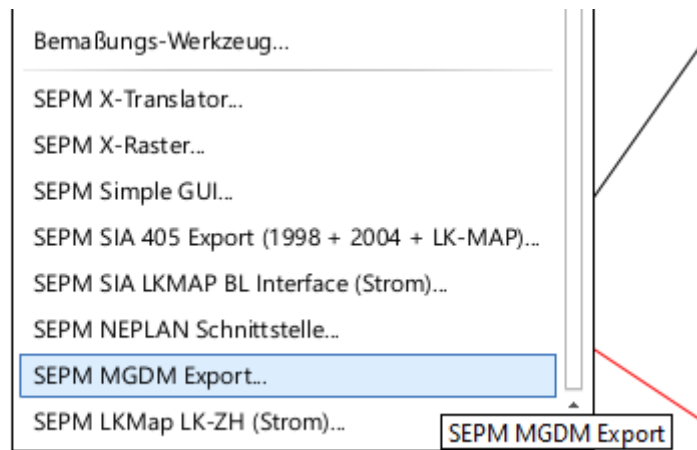 Bemaßungs-Werkzeug...
SEPM X-Translator...
SEPM X-Raster...
SEPM Simple GUI...
SEPM SIA 405 Export (1998 + 2004 + LK-MAP)...
SEPM SIA LKMAP BL Interface (Strom)...
SEPM NEPLAN Schnittstelle...
SEPM MGDM Export...
SEPM LKMap LK-ZH (Strom)...
SEPM MGDM Export